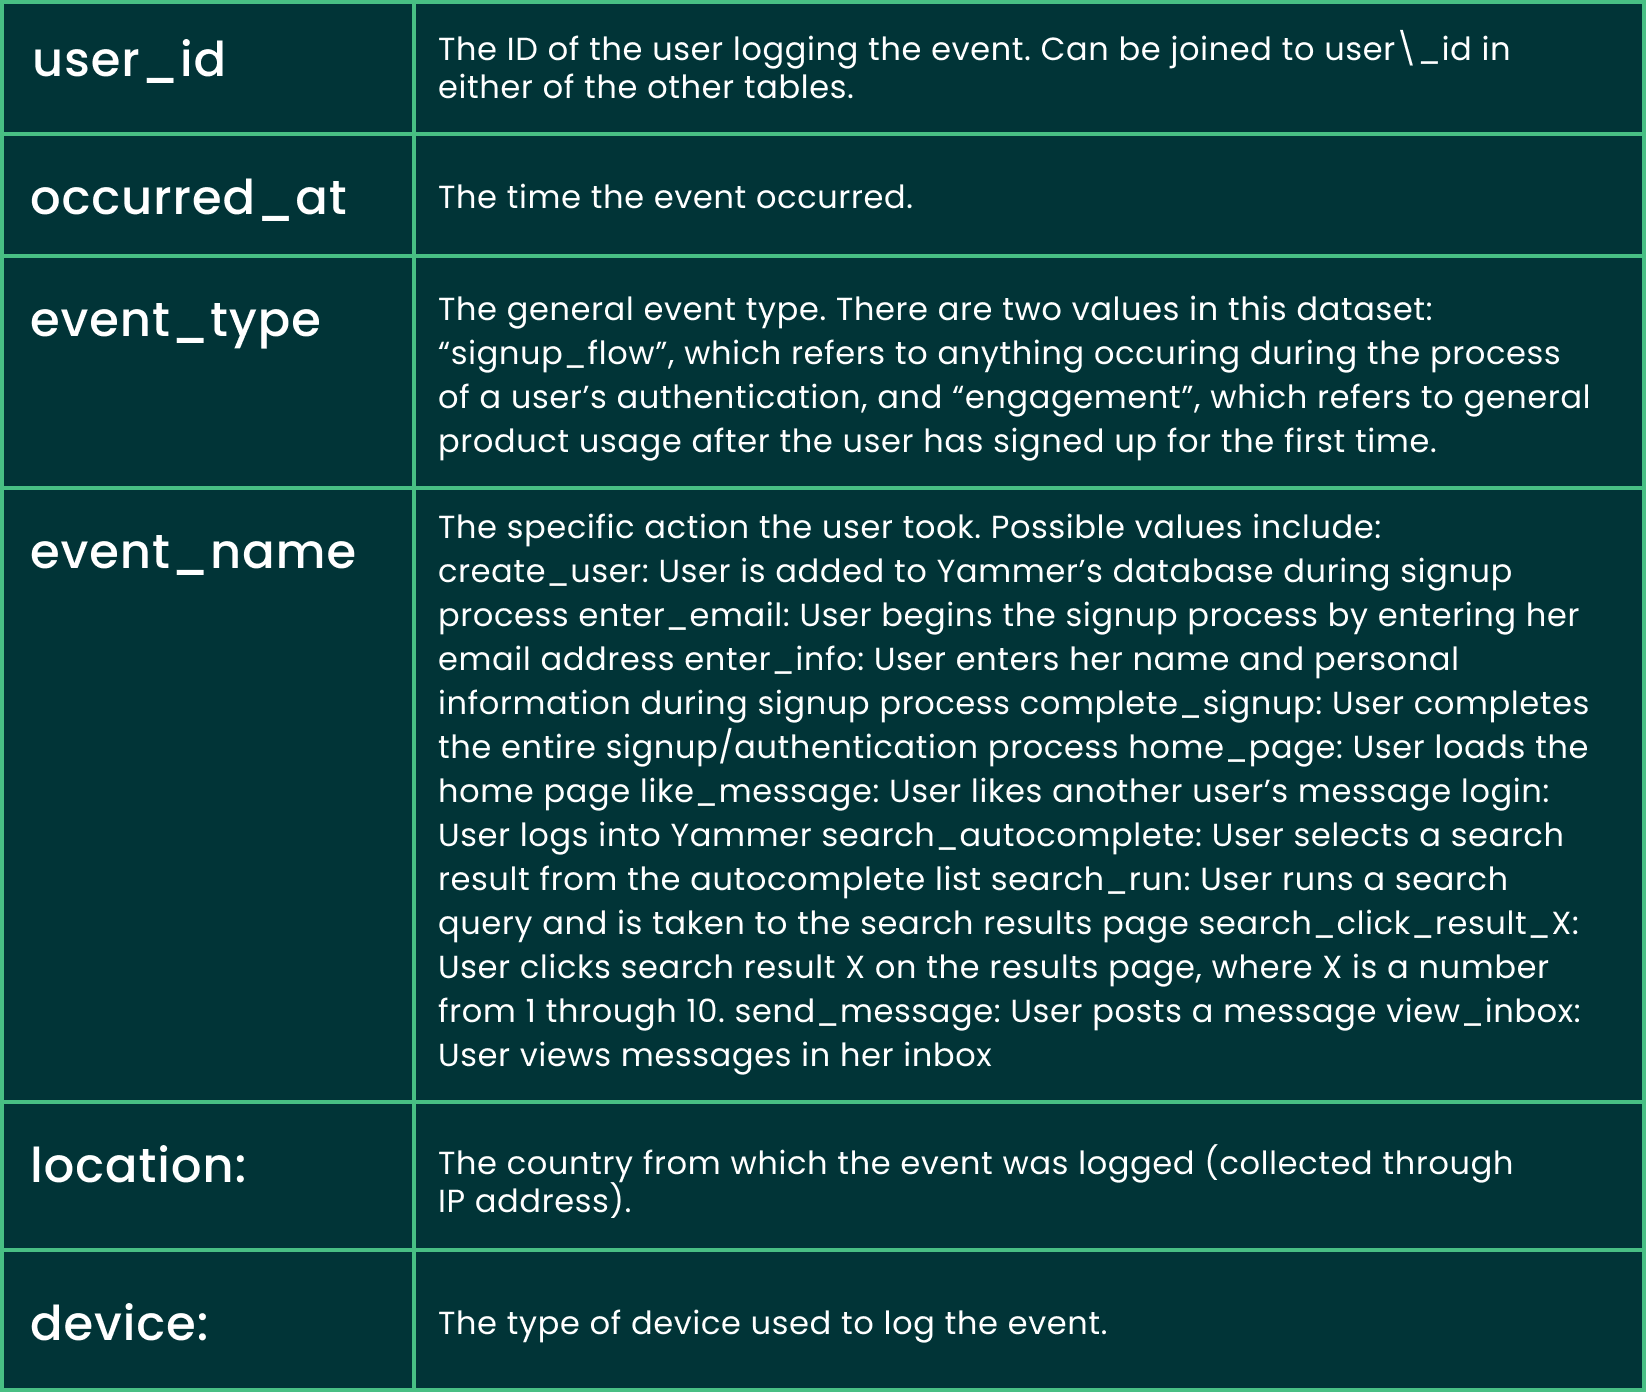 user_id
The ID of the user logging the event. Can be joined to user\_id in
either of the other tables.
occurred_at
The time the event occurred.
event_type
The general event type. There are two values in this dataset:
“signup_flow”, which refers to anything occuring during the process
of a user’s authentication, and “engagement”, which refers to general
product usage after the user has signed up for the first time.
event_name
The specific action the user took. Possible values include:
create_user: User is added to Yammer’s database during signup
process enter_email: User begins the signup process by entering her
email address enter_info: User enters her name and personal
information during signup process complete_signup: User completes
the entire signup/authentication process home_page: User loads the
home page like_message: User likes another user’s message login:
User logs into Yammer search_autocomplete: User selects a search
result from the autocomplete list search_run: User runs a search
query and is taken to the search results page search_click_result_X:
User clicks search result X on the results page, where X is a number
from 1 through 10. send_message: User posts a message view_inbox:
User views messages in her inbox
location:
The country from which the event was logged (collected through
IP address).
device:
The type of device used to log the event.